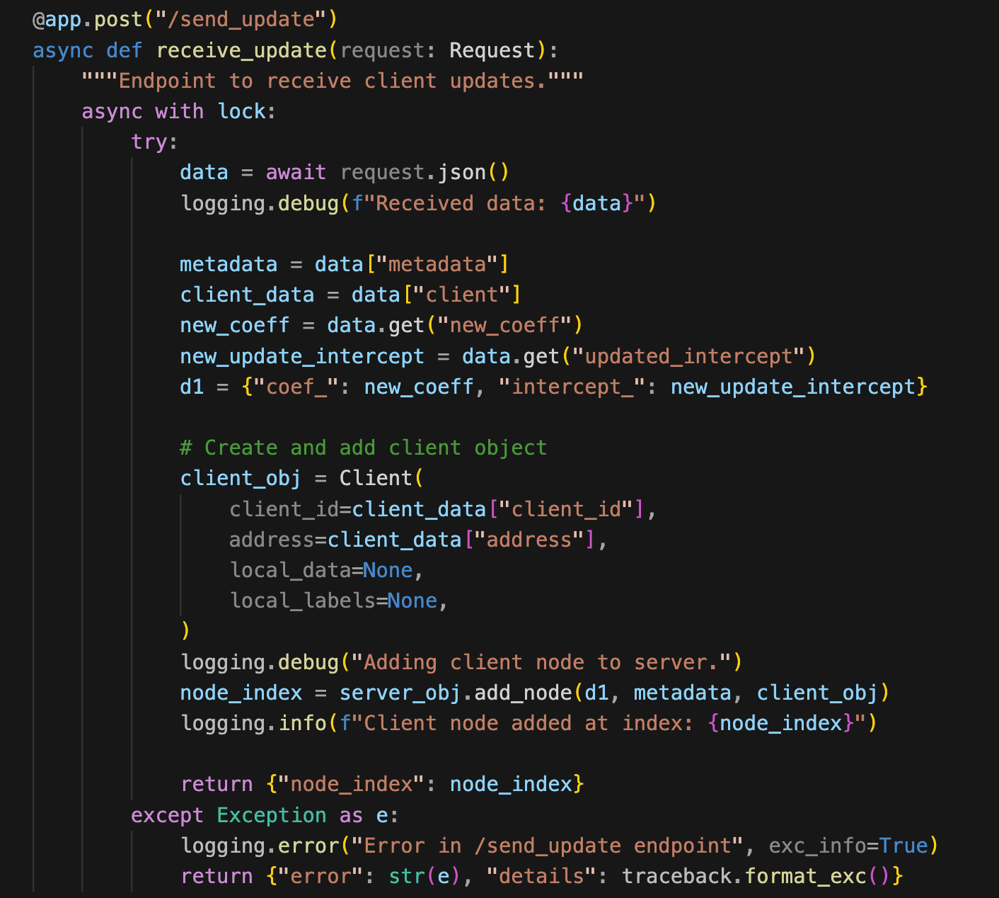 @app.post("/send_update")
async def receive_update(request: Request):
    """Endpoint to receive client updates."""
    async with lock:
        try:
            data = await request.json()
            logging.debug(f"Received data: {data}")

            metadata = data["metadata"]
            client_data = data["client"]
            new_coeff = data.get("new_coeff")
            new_update_intercept = data.get("updated_intercept")
            d1 = {"coef_": new_coeff, "intercept_": new_update_intercept}

            # Create and add client object
            client_obj = Client(
                client_id=client_data["client_id"],
                address=client_data["address"],
                local_data=None,
                local_labels=None,
            )
            logging.debug("Adding client node to server.")
            node_index = server_obj.add_node(d1, metadata, client_obj)
            logging.info(f"Client node added at index: {node_index}")

            return {"node_index": node_index}
        except Exception as e:
            logging.error("Error in /send_update endpoint", exc_info=True)
            return {"error": str(e), "details": traceback.format_exc()}